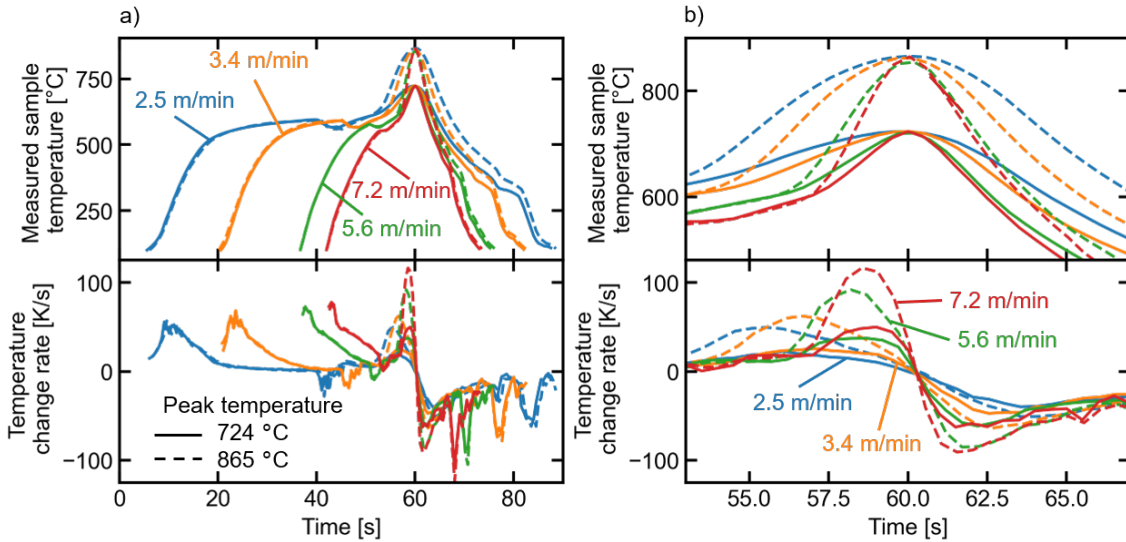 a)
Measured sample
temperature [°C]
750
500
250
2.5 m/min
3.4 m/min
5.6 m/min
7.2 m/min
Temperature
change rate [K/s]
100
0
−100
Peak temperature
724 °C
865 °C
0
20
40
60
80
Time [s]
b)
Measured sample
temperature [°C]
800
600
Temperature
change rate [K/s]
100
0
−100
7.2 m/min
5.6 m/min
2.5 m/min
3.4 m/min
55.0
57.5
60.0
62.5
65.0
Time [s]